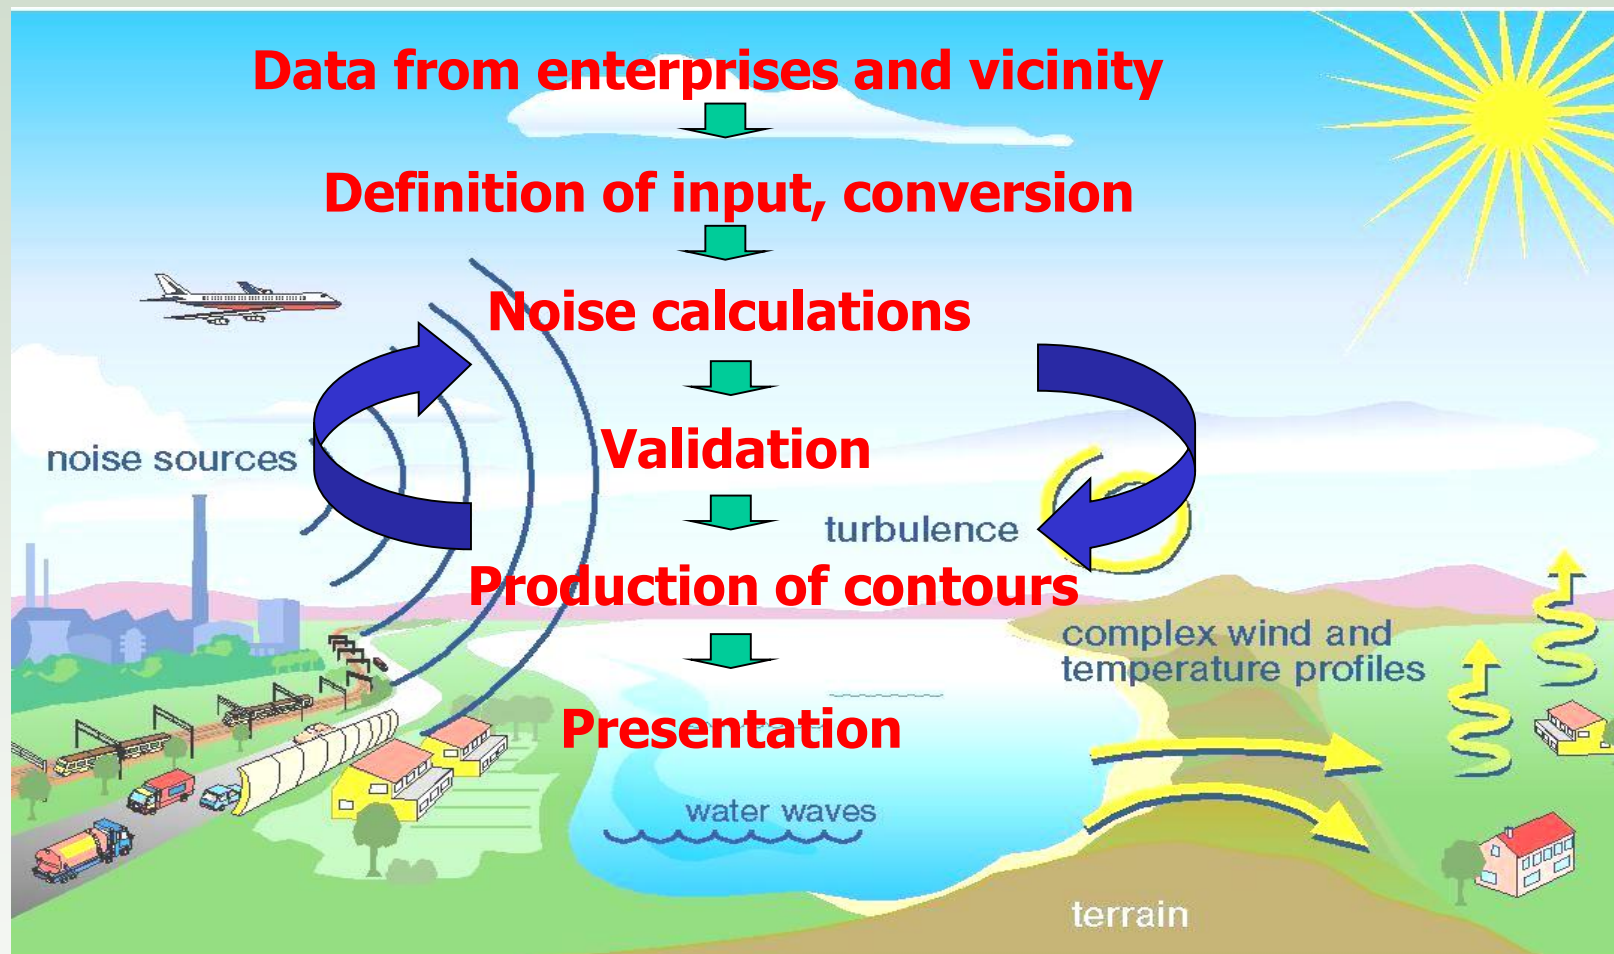 Data from enterprises and vicinity
Definition of input, conversion
Noise calculations
Validation
noise sources
turbulence
Production of contours
complex wind and
temperature profiles
Presentation
water waves
terrain